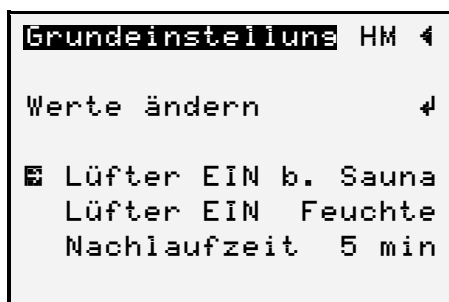 Grundeinstellung HM
Werte ändern
Lüfter EIN b. Sauna
Lüfter EIN Feuchte
Nachlaufzeit 5 min